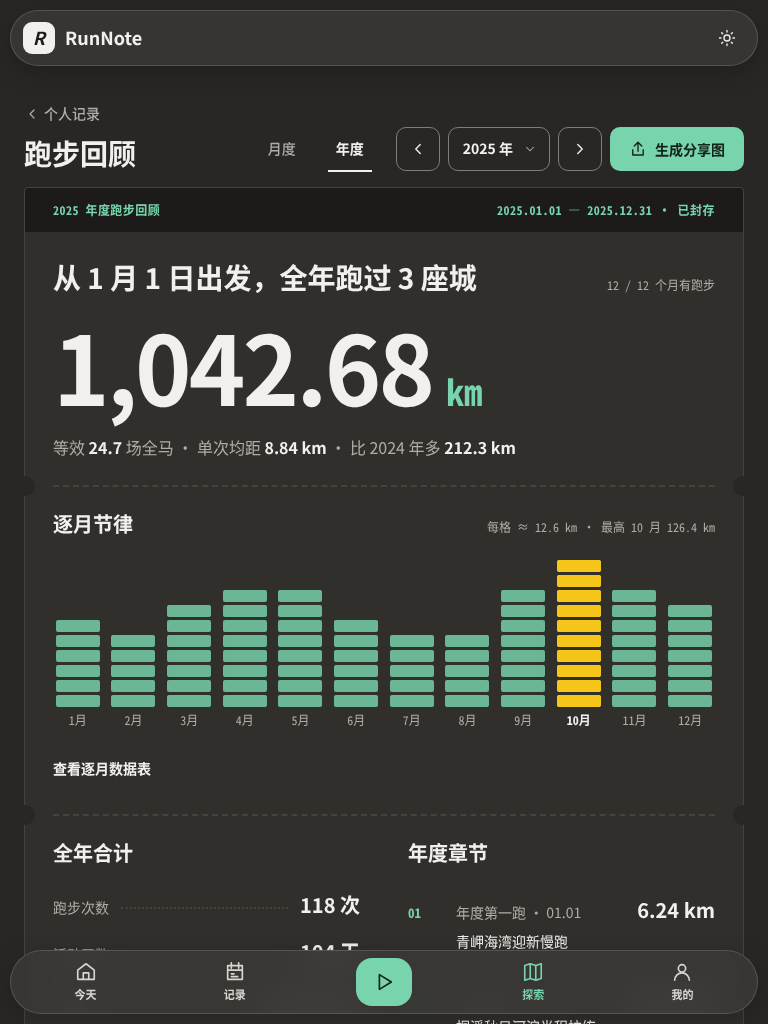 R RunNote
个人记录
跑步回顾
月度 年度 2025 年 生成分享图
2025 年度跑步回顾
2025.01.01 — 2025.12.31 • 已封存
从 1 月 1 日出发，全年跑过 3 座城
12 / 12 个月有跑步
1,042.68 km
等效 24.7 场全马 • 单次均距 8.84 km • 比 2024 年多 212.3 km
逐月节律
每格 ≈ 12.6 km • 最高 10 月 126.4 km
1月 2月 3月 4月 5月 6月 7月 8月 9月 10月 11月 12月
查看逐月数据表
全年合计
跑步次数 118 次
年度章节
01 年度第一跑 • 01.01 6.24 km
青岬海湾迎新慢跑
今天 记录 探索 我的